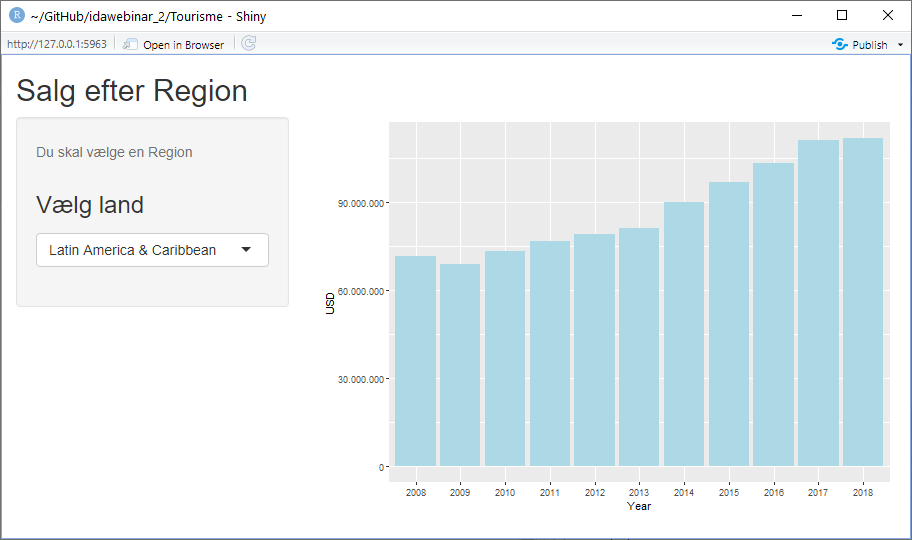 R ~/GitHub/idawebinar_2/Tourisme - Shiny
http://127.0.0.1:5963 Open in Browser Publish
Salg efter Region
Du skal vælge en Region
Vælg land
Latin America & Caribbean
USD
90.000.000
60.000.000
30.000.000
0
2008 2009 2010 2011 2012 2013 2014 2015 2016 2017 2018
Year